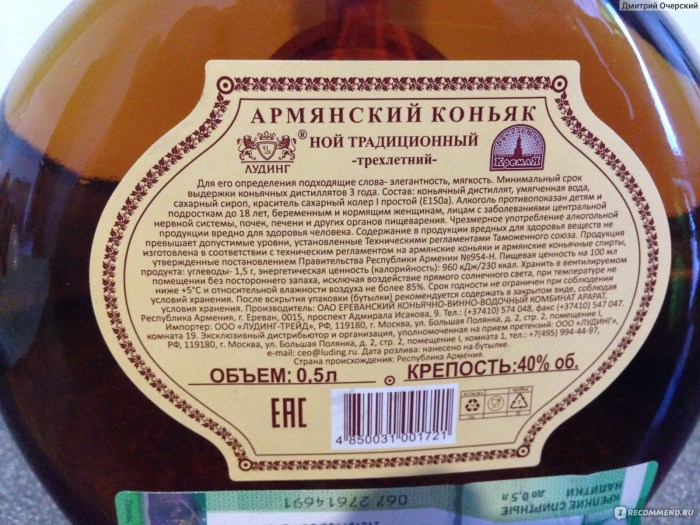 Дмитрий Очерский
АРМЯНСКИЙ КОНЬЯК
ЛУДИНГ
®
НОЙ ТРАДИЦИОННЫЙ
-трехлетний-
КРЕМЛЯ
Для его определения подходящие слова- элегантность, мягкость. Минимальный срок
выдержки коньячных дистиллятов 3 года. Состав: коньячный дистиллят, умягченная вода,
сахарный сироп, краситель сахарный колер I простой (Е150а). Алкоголь противопоказан детям и
подросткам до 18 лет, беременным и кормящим женщинам, лицам с заболеваниями центральной
нервной системы, почек, печени и других органов пищеварения. Чрезмерное употребление алкогольной
продукции вредно для здоровья человека. Содержание в продукции вредных для здоровья веществ не
превышает допустимые уровни, установленные Техническими регламентами Таможенного союза. Продукция
изготовлена в соответствии с техническим регламентом на армянские коньяки и армянские коньячные спирты,
утвержденные постановлением Правительства Республики Армении №954-Н. Пищевая ценность на 100 мл
продукта: углеводы- 1,5 г, энергетическая ценность (калорийность): 960 кДж/230 ккал. Хранить в вентилируемом
помещении без постороннего запаха, исключая воздействие прямого солнечного света, при температуре не
ниже +5°С и относительной влажности воздуха не более 85%. Срок годности не ограничен при соблюдении
условий хранения. После вскрытия упаковки (бутылки) рекомендуется содержать в закрытом виде, соблюдая
условия хранения. Производитель: ОАО ЕРЕВАНСКИЙ КОНЬЯЧНО-ВИННО-ВОДОЧНЫЙ КОМБИНАТ АРАРАТ,
Республика Армения, г. Ереван, 0015, проспект Адмирала Исакова, 9. Тел.: (+37410) 574 048, факс (+37410) 547 047.
Импортер: ООО «ЛУДИНГ-ТРЕЙД», РФ, 119180, г. Москва, ул. Большая Полянка, д. 2, стр. 2, помещение I,
комната 19. Эксклюзивный дистрибьютор и организация, уполномоченная на прием претензий: ООО «ЛУДИНГ»,
РФ, 119180, г. Москва, ул. Большая Полянка, д. 2, стр. 2, помещение I, комната 1, тел.: +7(495) 994-44-97,
e-mail: ceo@luding.ru. Дата розлива: нанесено на бутылке.
Страна происхождения: Республика Армения.
ОБЪЕМ: 0,5л
КРЕПОСТЬ:40% об.
ЕАС
4 850031 001721
067 27614691
КРЕПКИЕ СПИРТНЫЕ
НАПИТКИ
до 0,5 л
IRECOMMEND.RU